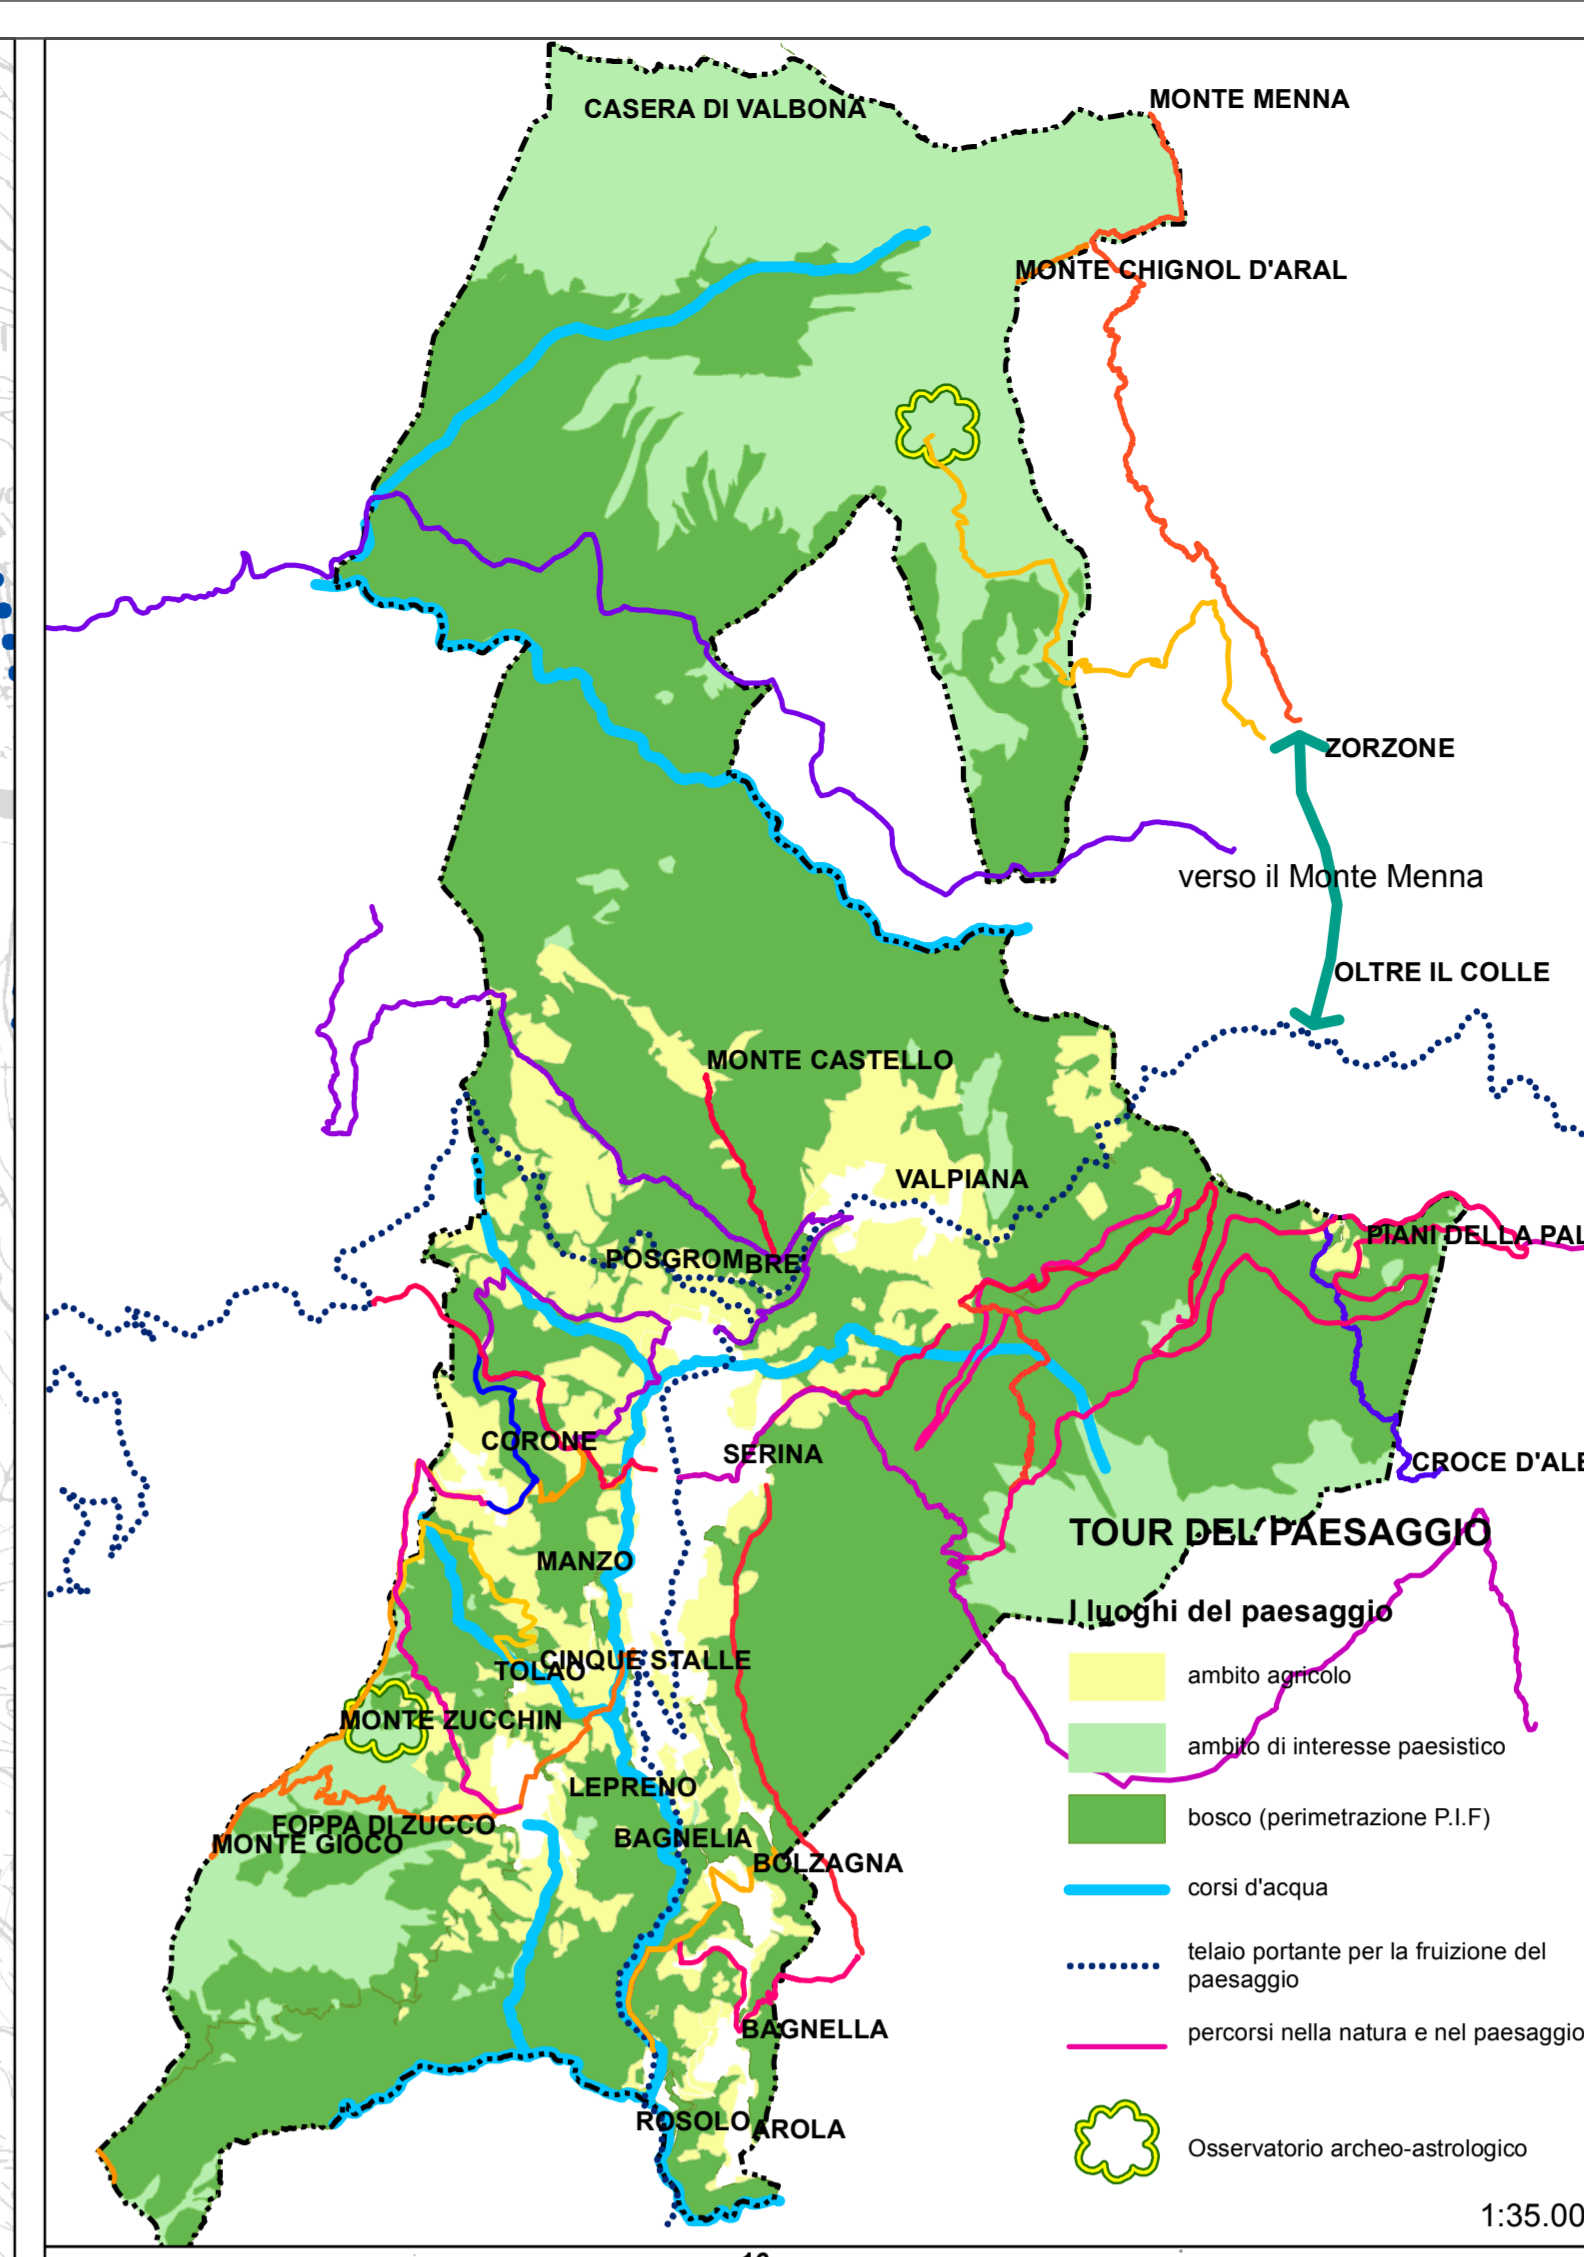 CASERA DI VALBONA
MONTE MENNA
MONTE CHIGNOL D'ARAL
ZORZONE
verso il Monte Menna
OLTRE IL COLLE
MONTE CASTELLO
VALPIANA
PIANI DELLA PAL
POSGROM
BRE
CORONE
SERINA
CROCE D'ALE
MANZO
CINQUE STALLE
TOLAO
MONTE ZUCCHIN
LEPRENO
FOPPA DI ZUCCO
MONTE GIOCO
BAGNELIA
BOLZAGNA
BAGNELLA
ROSOLO
AROLA
TOUR DEL PAESAGGIO
I luoghi del paesaggio
ambito agricolo
ambito di interesse paesistico
bosco (perimetrazione P.I.F)
corsi d'acqua
telaio portante per la fruizione del
paesaggio
percorsi nella natura e nel paesaggio
Osservatorio archeo-astrologico
1:35.00